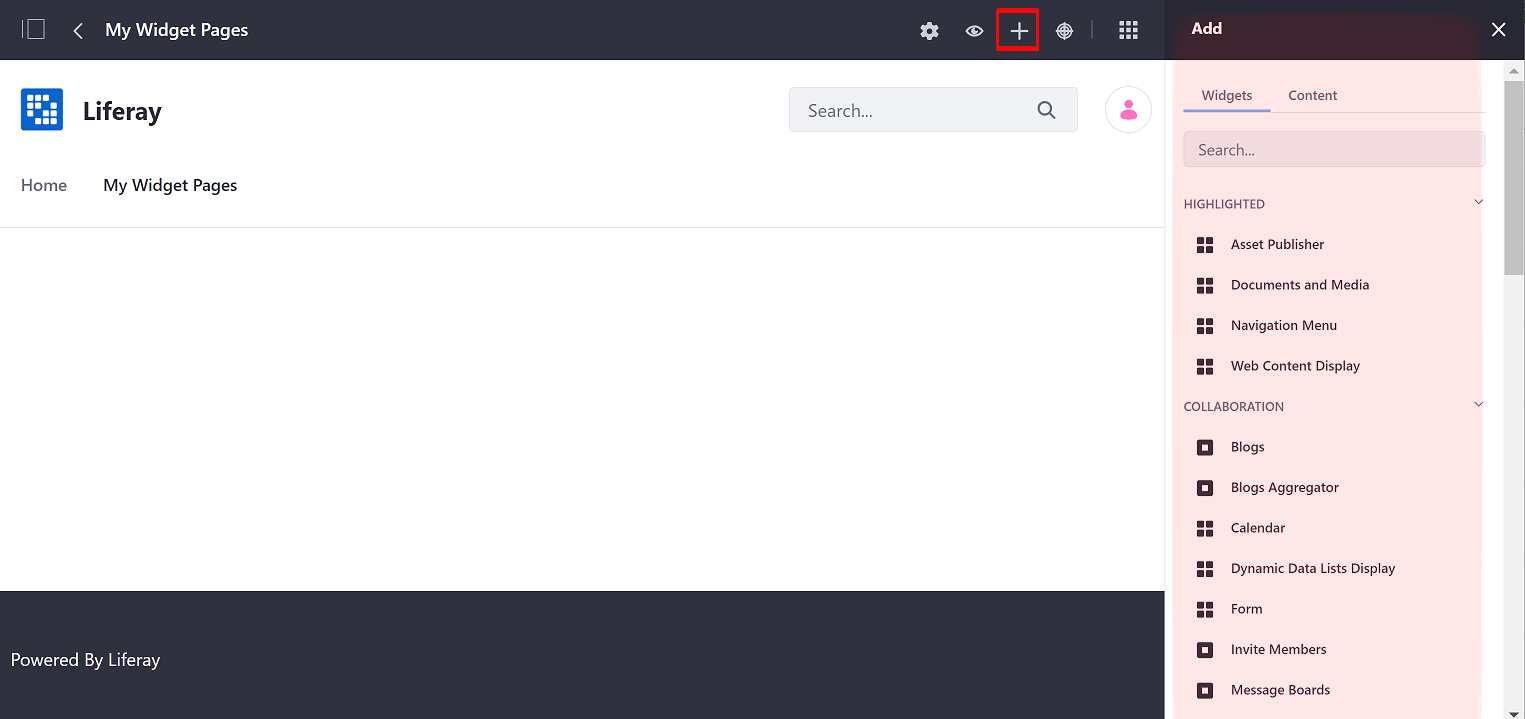 My Widget Pages
Add
Liferay
Search...
Home
My Widget Pages
Powered By Liferay
Widgets
Content
Search...
HIGHLIGHTED
Asset Publisher
Documents and Media
Navigation Menu
Web Content Display
COLLABORATION
Blogs
Blogs Aggregator
Calendar
Dynamic Data Lists Display
Form
Invite Members
Message Boards